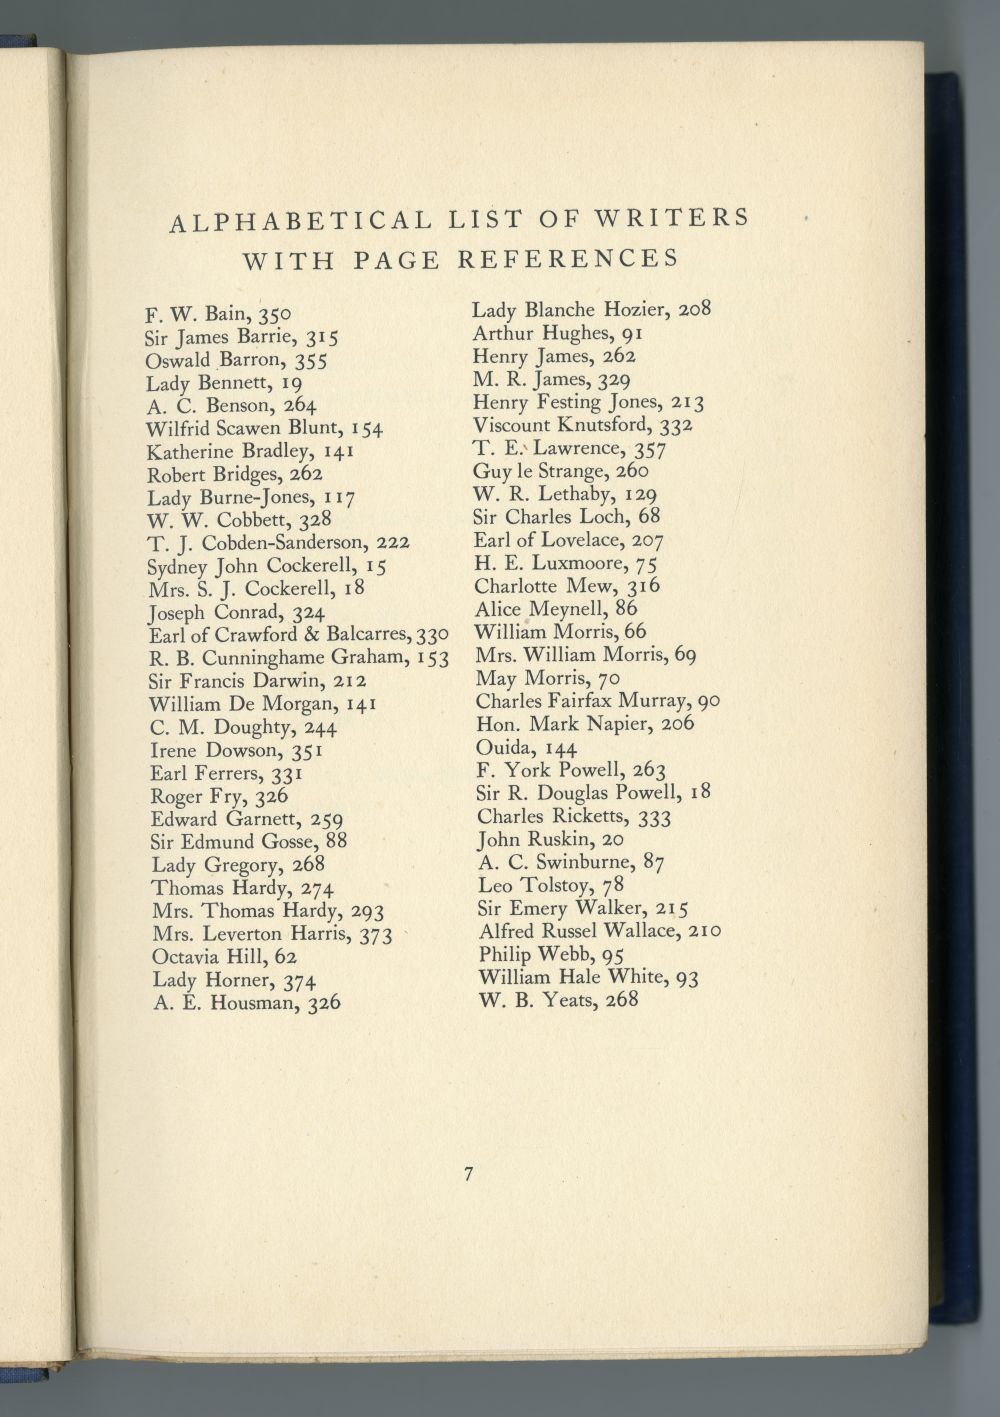 ALPHABETICAL LIST OF WRITERS
WITH PAGE REFERENCES
F. W. Bain, 350
Sir James Barrie, 315
Oswald Barron, 355
Lady Bennett, 19
A. C. Benson, 264
Wilfrid Scawen Blunt, 154
Katherine Bradley, 141
Robert Bridges, 262
Lady Burne-Jones, 117
W. W. Cobbett, 328
T. J. Cobden-Sanderson, 222
Sydney John Cockerell, 15
Mrs. S. J. Cockerell, 18
Joseph Conrad, 324
Earl of Crawford & Balcarres, 330
R. B. Cunninghame Graham, 153
Sir Francis Darwin, 212
William De Morgan, 141
C. M. Doughty, 244
Irene Dowson, 351
Earl Ferrers, 331
Roger Fry, 326
Edward Garnett, 259
Sir Edmund Gosse, 88
Lady Gregory, 268
Thomas Hardy, 274
Mrs. Thomas Hardy, 293
Mrs. Leverton Harris, 373
Octavia Hill, 62
Lady Horner, 374
A. E. Housman, 326
Lady Blanche Hozier, 208
Arthur Hughes, 91
Henry James, 262
M. R. James, 329
Henry Festing Jones, 213
Viscount Knutsford, 332
T. E. Lawrence, 357
Guy le Strange, 260
W. R. Lethaby, 129
Sir Charles Loch, 68
Earl of Lovelace, 207
H. E. Luxmoore, 75
Charlotte Mew, 316
Alice Meynell, 86
William Morris, 66
Mrs. William Morris, 69
May Morris, 70
Charles Fairfax Murray, 90
Hon. Mark Napier, 206
Ouida, 144
F. York Powell, 263
Sir R. Douglas Powell, 18
Charles Ricketts, 333
John Ruskin, 20
A. C. Swinburne, 87
Leo Tolstoy, 78
Sir Emery Walker, 215
Alfred Russel Wallace, 210
Philip Webb, 95
William Hale White, 93
W. B. Yeats, 268
7